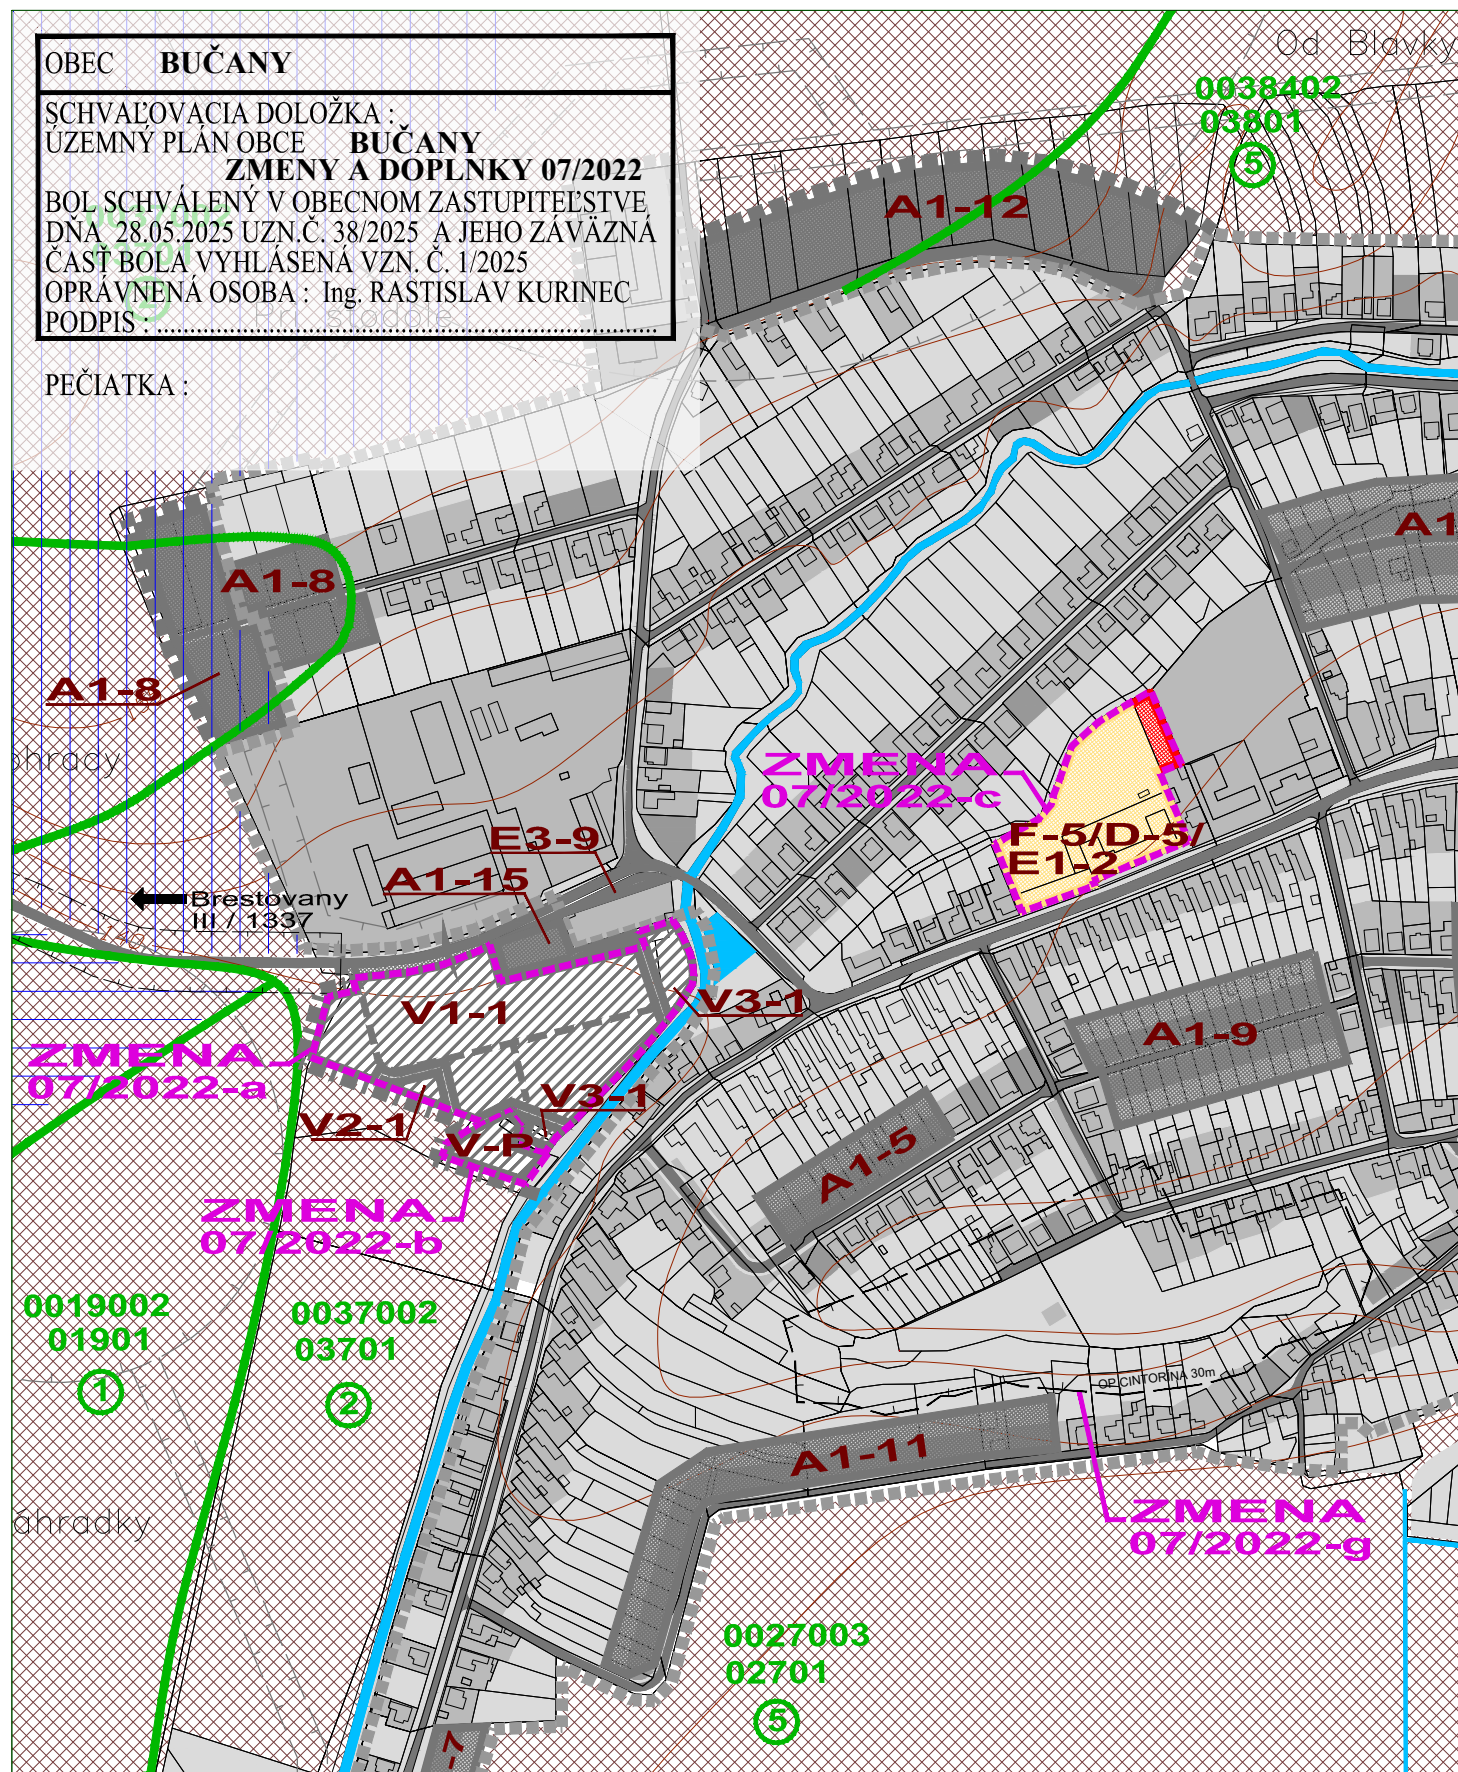 OBEC BUČANY
SCHVAĽOVACIA DOLOŽKA :
ÚZEMNÝ PLÁN OBCE BUČANY
ZMENY A DOPLNKY 07/2022
BOL SCHVÁLENÝ V OBECNOM ZASTUPITEĽSTVE
DŇA 28.05.2025 UZN.Č. 38/2025 A JEHO ZÁVÄZNÁ
ČASŤ BOLA VYHLÁSENÁ VZN. Č. 1/2025
OPRÁVNENÁ OSOBA : Ing. RASTISLAV KURINEC
PODPIS :
PEČIATKA :
0037002
03701
2
Pri stodole
Od Blavky
0038402
03801
5
A1-12
A1
A1-8
A1-8
ZMENA
07/2022-c
F-5/D-5/
E1-2
E3-9
A1-15
Brestovany
III / 1337
V1-1
V3-1
A1-9
ZMENA
07/2022-a
V2-1
V3-1
V-P
A1-5
ZMENA
07/2022-b
0019002
01901
1
0037002
03701
2
OP CINTORÍNA 30m
A1-11
ZMENA
07/2022-g
0027003
02701
5